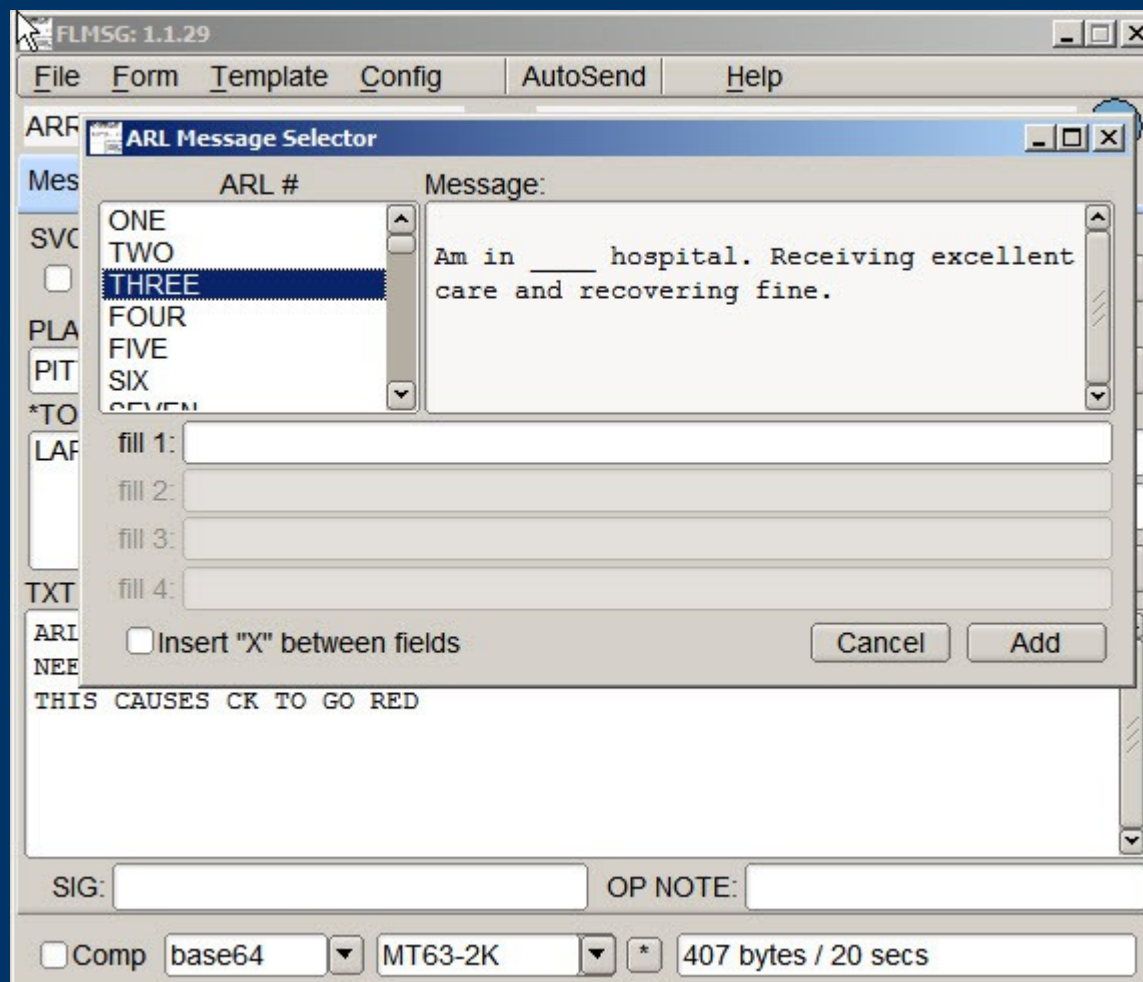 FLMSG: 1.1.29
File Form Template Config AutoSend Help
ARR
ARL Message Selector
Mes
ARL # Message:
SVC
ONE
TWO
THREE
FOUR
FIVE
SIX
SEVEN
Am in ____ hospital. Receiving excellent
care and recovering fine.
PLA
PIT
*TO
LAR
fill 1:
fill 2:
fill 3:
fill 4:
TXT
Insert "X" between fields Cancel Add
ARL
NEE
THIS CAUSES CK TO GO RED
SIG: OP NOTE:
Comp base64 MT63-2K * 407 bytes / 20 secs